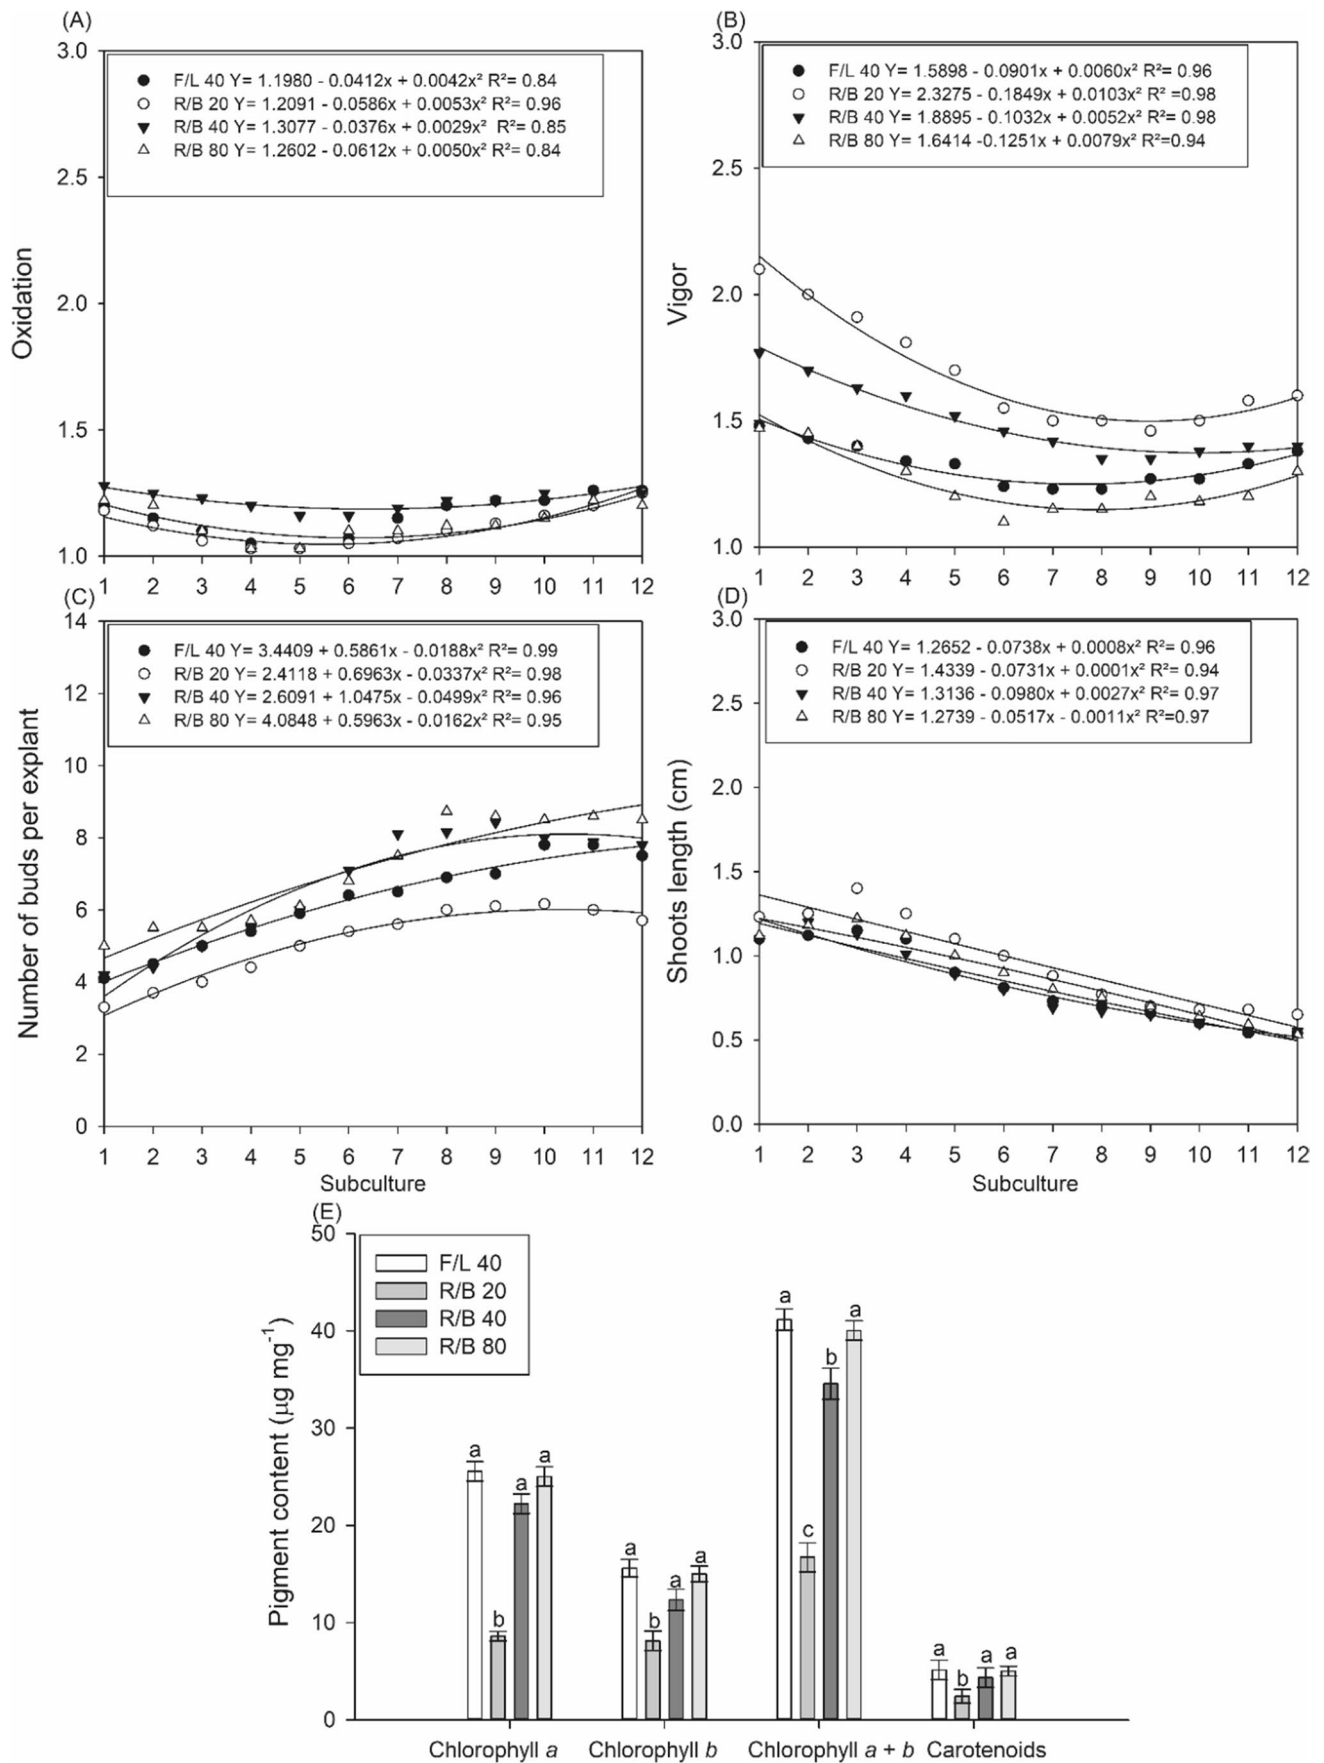 (A)
3.0
F/L 40 Y= 1.1980 - 0.0412x + 0.0042x² R²= 0.84
R/B 20 Y= 1.2091 - 0.0586x + 0.0053x² R²= 0.96
R/B 40 Y= 1.3077 - 0.0376x + 0.0029x² R²= 0.85
R/B 80 Y= 1.2602 - 0.0612x + 0.0050x² R²= 0.84
2.5
2.0
1.5
1.0
Oxidation
1 2 3 4 5 6 7 8 9 10 11 12
(B)
3.0
F/L 40 Y= 1.5898 - 0.0901x + 0.0060x² R²= 0.96
R/B 20 Y= 2.3275 - 0.1849x + 0.0103x² R² =0.98
R/B 40 Y= 1.8895 - 0.1032x + 0.0052x² R²= 0.98
R/B 80 Y= 1.6414 -0.1251x + 0.0079x² R²=0.94
2.5
2.0
1.5
1.0
Vigor
1 2 3 4 5 6 7 8 9 10 11 12
(C)
14
F/L 40 Y= 3.4409 + 0.5861x - 0.0188x² R²= 0.99
R/B 20 Y= 2.4118 + 0.6963x - 0.0337x² R²= 0.98
R/B 40 Y= 2.6091 + 1.0475x - 0.0499x² R²= 0.96
R/B 80 Y= 4.0848 + 0.5963x - 0.0162x² R²= 0.95
12
10
8
6
4
2
0
Number of buds per explant
1 2 3 4 5 6 7 8 9 10 11 12
Subculture
(D)
3.0
F/L 40 Y= 1.2652 - 0.0738x + 0.0008x² R²= 0.96
R/B 20 Y= 1.4339 - 0.0731x + 0.0001x² R²= 0.94
R/B 40 Y= 1.3136 - 0.0980x + 0.0027x² R²= 0.97
R/B 80 Y= 1.2739 - 0.0517x - 0.0011x² R²=0.97
2.5
2.0
1.5
1.0
0.5
0.0
Shoots length (cm)
1 2 3 4 5 6 7 8 9 10 11 12
Subculture
(E)
50
F/L 40
R/B 20
R/B 40
R/B 80
40
30
20
10
0
Pigment content (µg mg⁻¹)
a b a a
a b a a
a c b a
a b a a
Chlorophyll a Chlorophyll b Chlorophyll a + b Carotenoids